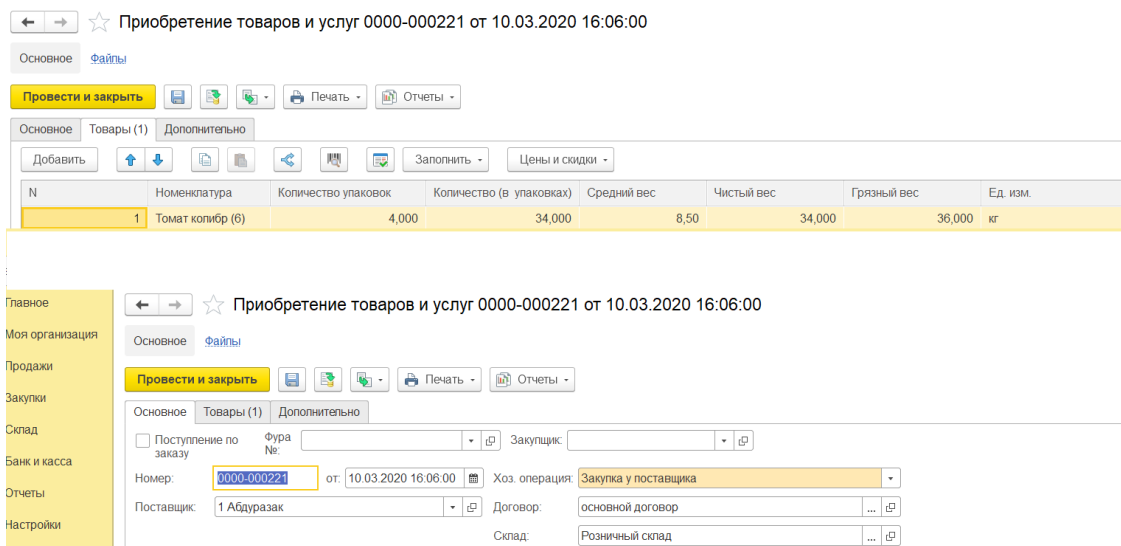 Приобретение товаров и услуг 0000-000221 от 10.03.2020 16:06:00
Основное Файлы
Провести и закрыть Печать Отчеты
Основное Товары (1) Дополнительно
Добавить Заполнить Цены и скидки
N Номенклатура Количество упаковок Количество (в упаковках) Средний вес Чистый вес Грязный вес Ед. изм.
1 Томат колибр (6) 4,000 34,000 8,50 34,000 36,000 кг
Главное
Приобретение товаров и услуг 0000-000221 от 10.03.2020 16:06:00
Моя организация
Основное Файлы
Продажи
Провести и закрыть Печать Отчеты
Закупки
Основное Товары (1) Дополнительно
Склад
Поступление по заказу Фура №: Закупщик:
Банк и касса
Номер: 0000-000221 от: 10.03.2020 16:06:00 Хоз. операция: Закупка у поставщика
Отчеты
Поставщик: 1 Абдуразак Договор: основной договор ...
Настройки
Склад: Розничный склад ...